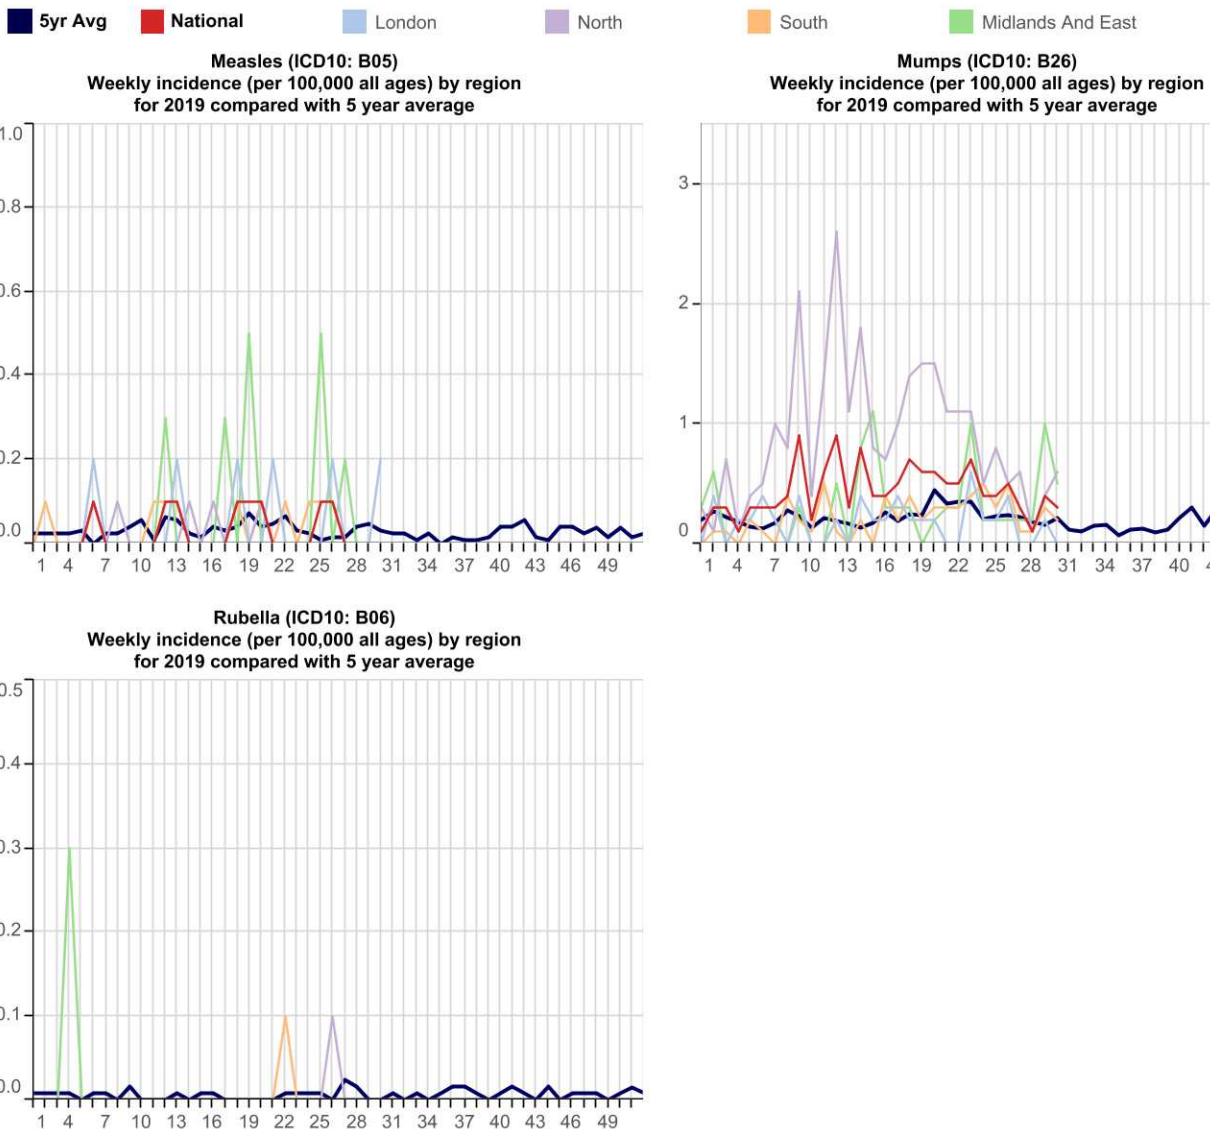 5yr Avg National London North South Midlands And East
Measles (ICD10: B05)
Weekly incidence (per 100,000 all ages) by region
for 2019 compared with 5 year average
1.0
0.8
0.6
0.4
0.2
0.0
1 4 7 10 13 16 19 22 25 28 31 34 37 40 43 46 49
Mumps (ICD10: B26)
Weekly incidence (per 100,000 all ages) by region
for 2019 compared with 5 year average
3
2
1
0
1 4 7 10 13 16 19 22 25 28 31 34 37 40
Rubella (ICD10: B06)
Weekly incidence (per 100,000 all ages) by region
for 2019 compared with 5 year average
0.5
0.4
0.3
0.2
0.1
0.0
1 4 7 10 13 16 19 22 25 28 31 34 37 40 43 46 49